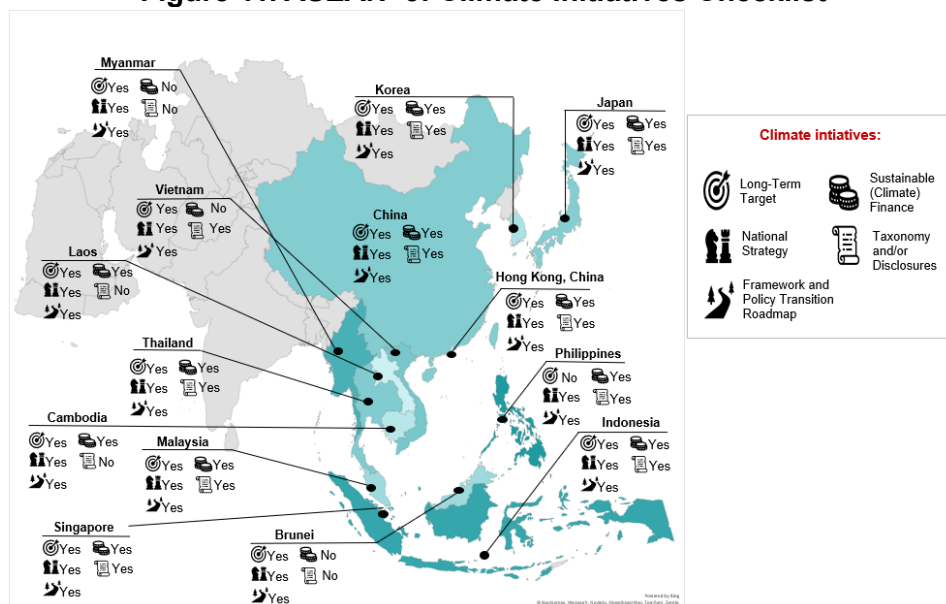 Myanmar
Yes No
Yes No
Yes
Korea
Yes Yes
Yes Yes
Yes
Japan
Yes Yes
Yes Yes
Yes
Climate intiatives:
Long-Term
Target
Sustainable
(Climate)
Finance
National
Strategy
Taxonomy
and/or
Disclosures
Framework and
Policy Transition
Roadmap
Vietnam
Yes No
Yes Yes
Yes
China
Yes Yes
Yes Yes
Yes
Laos
Yes Yes
Yes No
Yes
Hong Kong, China
Yes Yes
Yes Yes
Yes
Thailand
Yes Yes
Yes Yes
Yes
Philippines
No Yes
Yes Yes
Yes
Cambodia
Yes Yes
Yes No
Yes
Malaysia
Yes Yes
Yes Yes
Yes
Indonesia
Yes Yes
Yes Yes
Yes
Singapore
Yes Yes
Yes Yes
Yes
Brunei
Yes No
Yes No
Yes
Powered by Bing